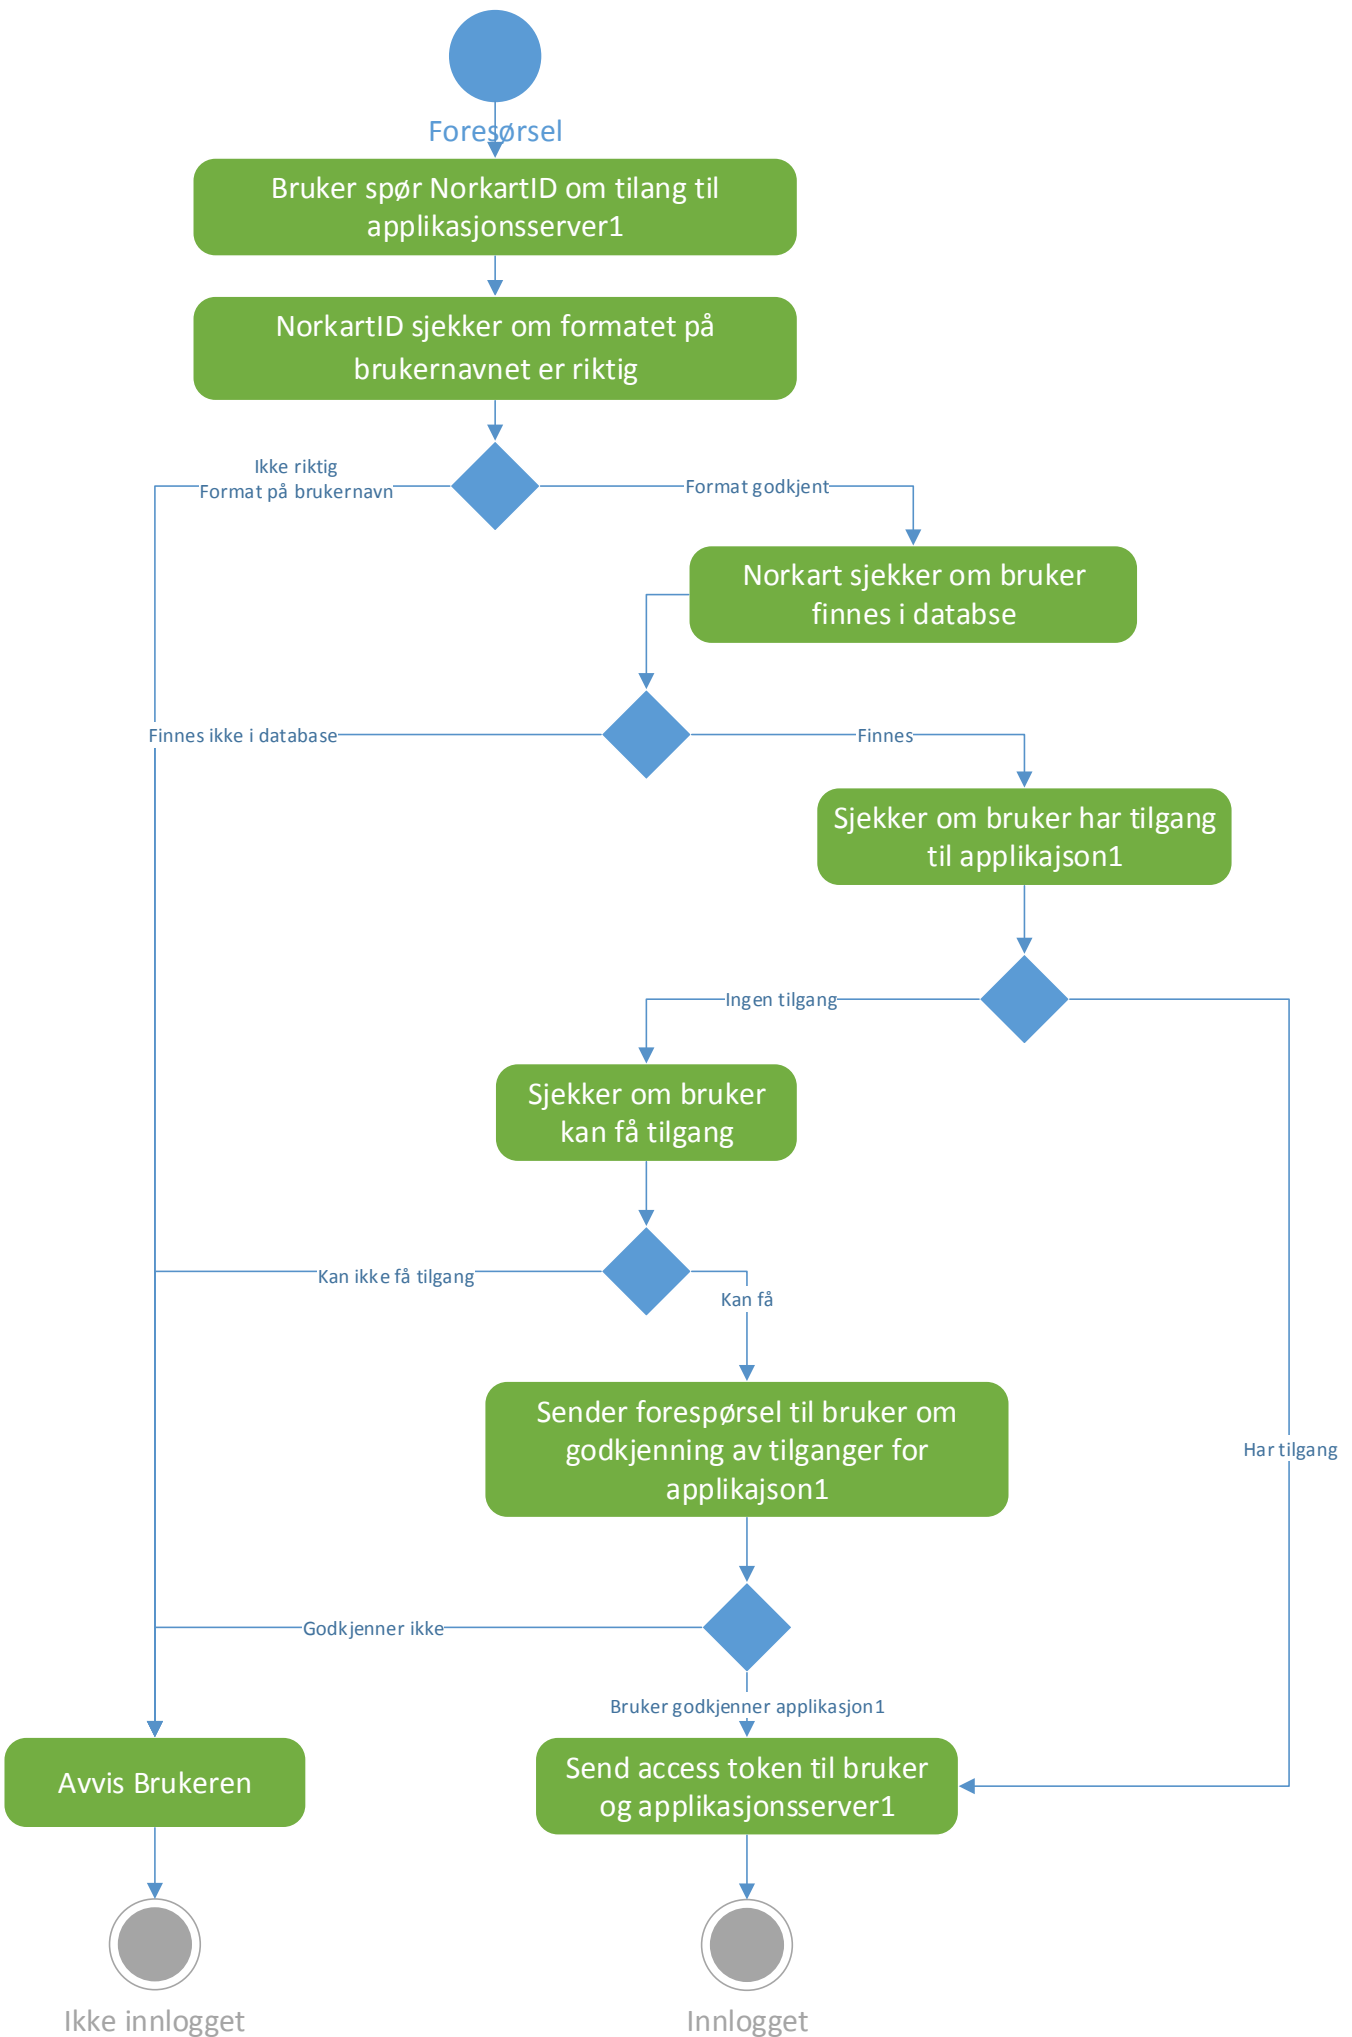 Foresørsel
Bruker spør NorkartID om tilang til
applikasjonsserver1
NorkartID sjekker om formatet på
brukernavnet er riktig
Ikke riktig
Format på brukernavn
Format godkjent
Norkart sjekker om bruker
finnes i databse
Finnes ikke i database
Finnes
Sjekker om bruker har tilgang
til applikajson1
Ingen tilgang
Sjekker om bruker
kan få tilgang
Kan ikke få tilgang
Kan få
Sender forespørsel til bruker om
godkjenning av tilganger for
applikajson1
Har tilgang
Godkjenner ikke
Bruker godkjenner applikasjon1
Avvis Brukeren
Send access token til bruker
og applikasjonsserver1
Ikke innlogget
Innlogget